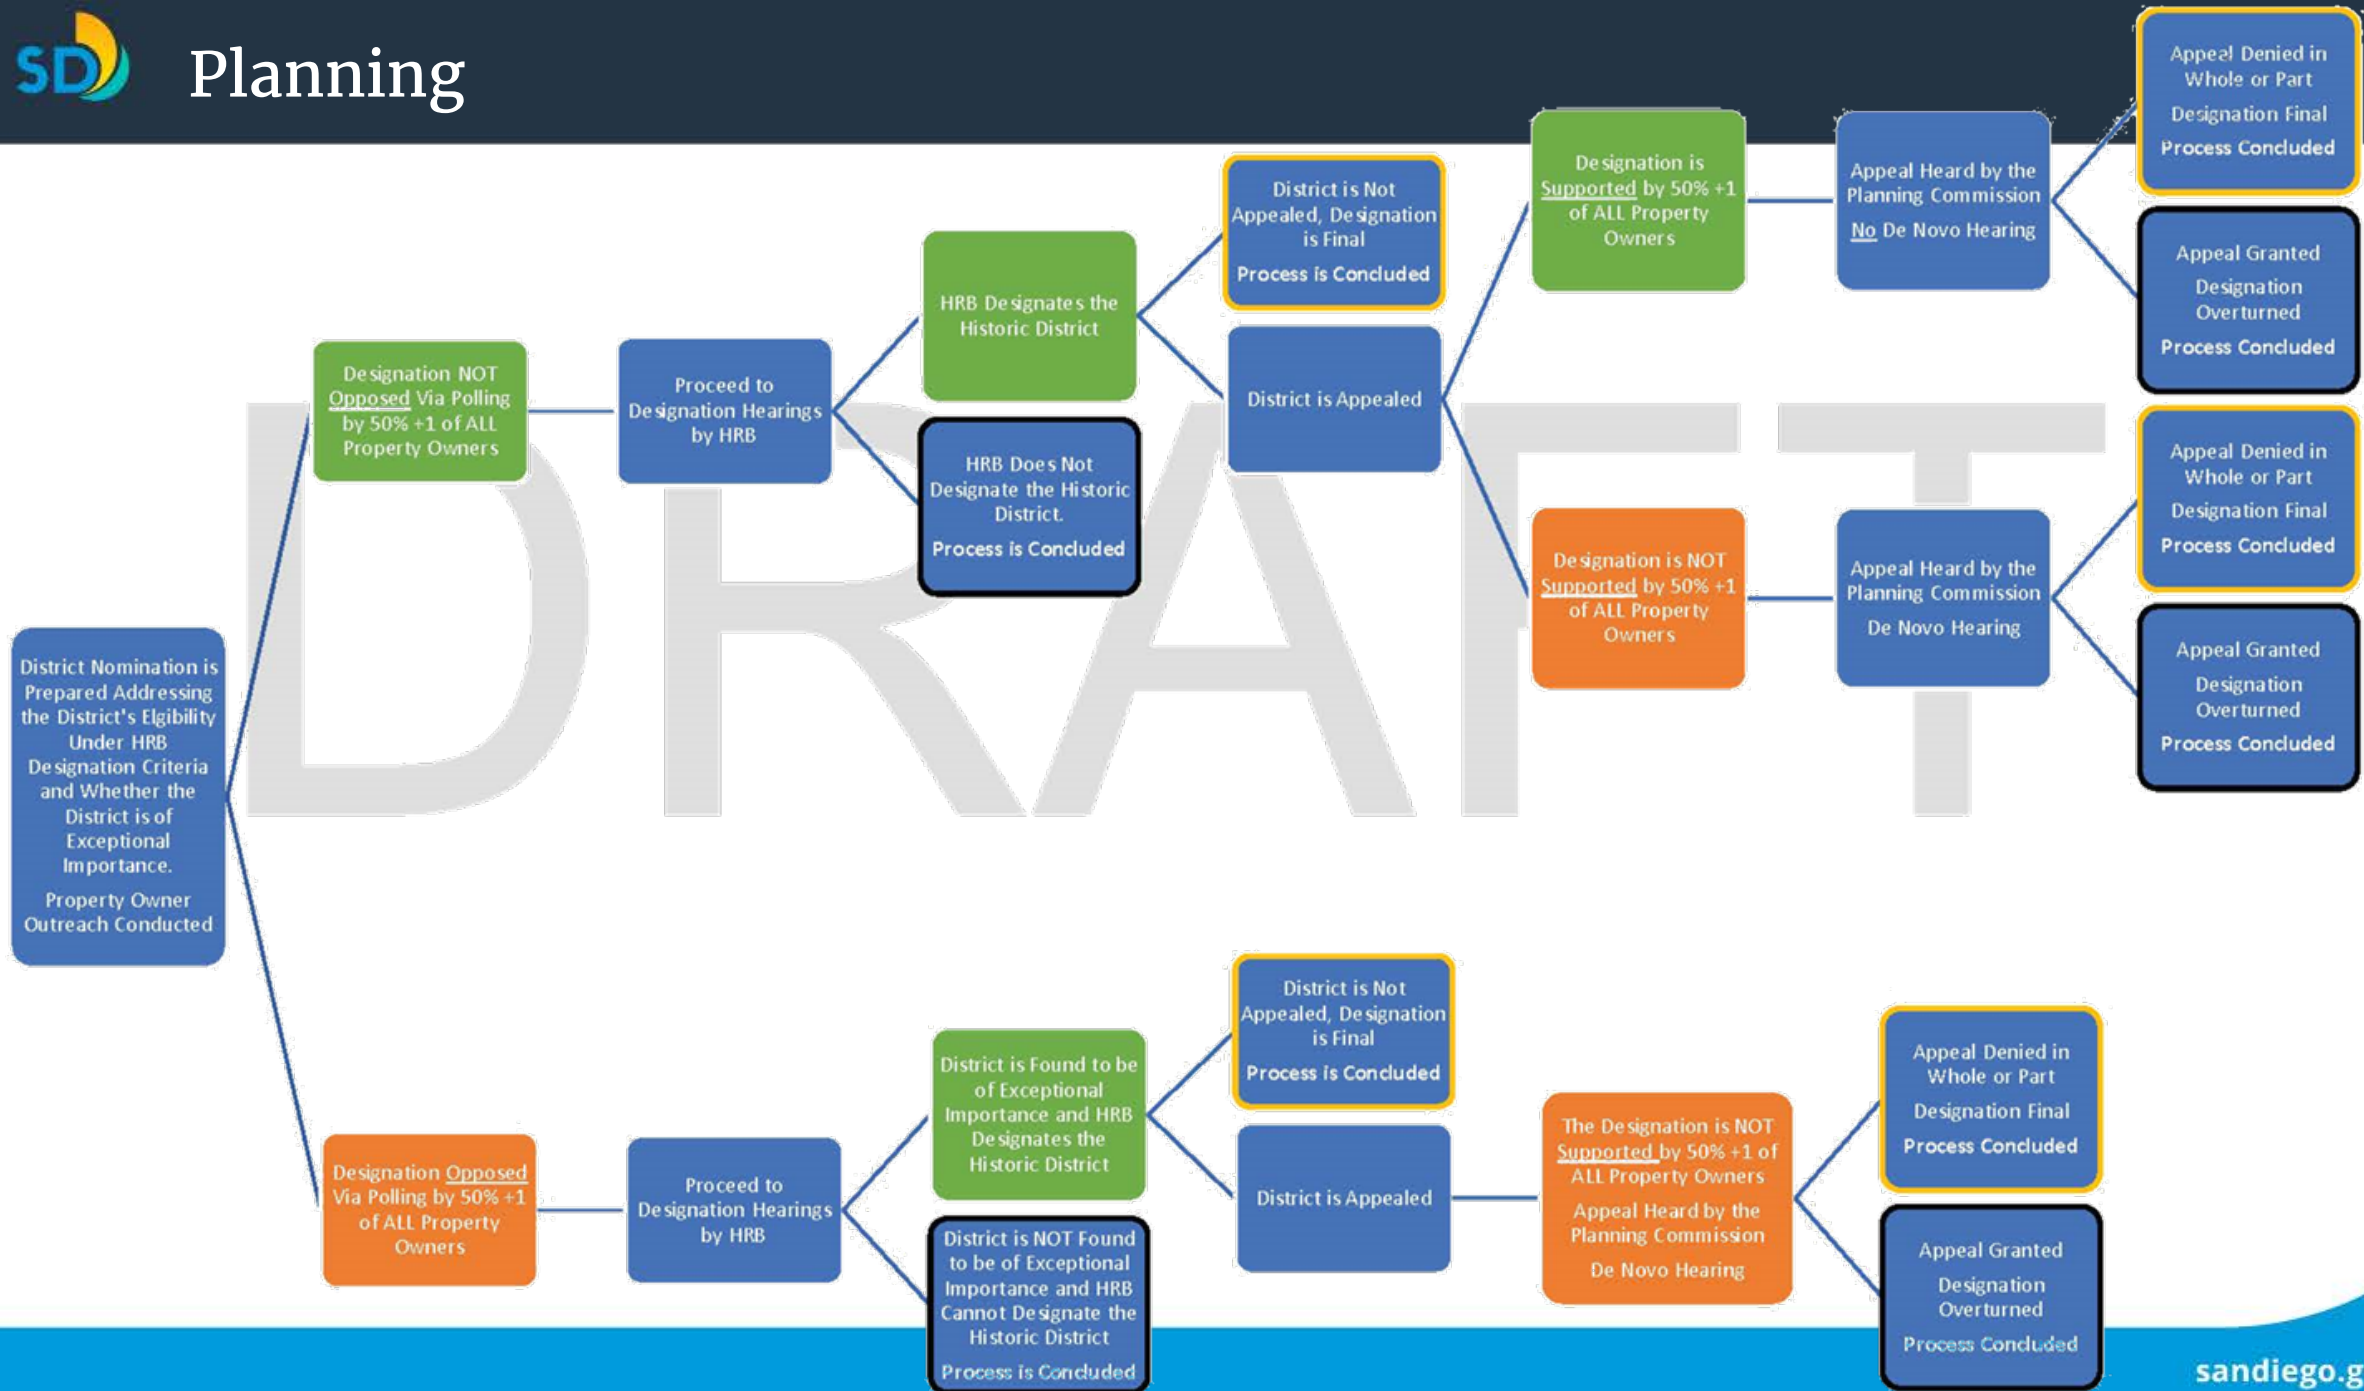 SD
Planning
District Nomination is
Prepared Addressing
the District's Elgibility
Under HRB
Designation Criteria
and Whether the
District is of
Exceptional
Importance.
Property Owner
Outreach Conducted
Designation NOT
Opposed Via Polling
by 50% +1 of ALL
Property Owners
Proceed to
Designation Hearings
by HRB
HRB Designates the
Historic District
HRB Does Not
Designate the Historic
District.
Process is Concluded
District is Not
Appealed, Designation
is Final
Process is Concluded
District is Appealed
Designation is
Supported by 50% +1
of ALL Property
Owners
Appeal Heard by the
Planning Commission
No De Novo Hearing
Appeal Denied in
Whole or Part
Designation Final
Process Concluded
Appeal Granted
Designation
Overturned
Process Concluded
Designation is NOT
Supported by 50% +1
of ALL Property
Owners
Appeal Heard by the
Planning Commission
De Novo Hearing
Appeal Denied in
Whole or Part
Designation Final
Process Concluded
Appeal Granted
Designation
Overturned
Process Concluded
DRAFT
Designation Opposed
Via Polling by 50% +1
of ALL Property
Owners
Proceed to
Designation Hearings
by HRB
District is Found to be
of Exceptional
Importance and HRB
Designates the
Historic District
District is NOT Found
to be of Exceptional
Importance and HRB
Cannot Designate the
Historic District
Process is Concluded
District is Not
Appealed, Designation
is Final
Process is Concluded
District is Appealed
The Designation is NOT
Supported by 50% +1 of
ALL Property Owners
Appeal Heard by the
Planning Commission
De Novo Hearing
Appeal Denied in
Whole or Part
Designation Final
Process Concluded
Appeal Granted
Designation
Overturned
Process Concluded
sandiego.g